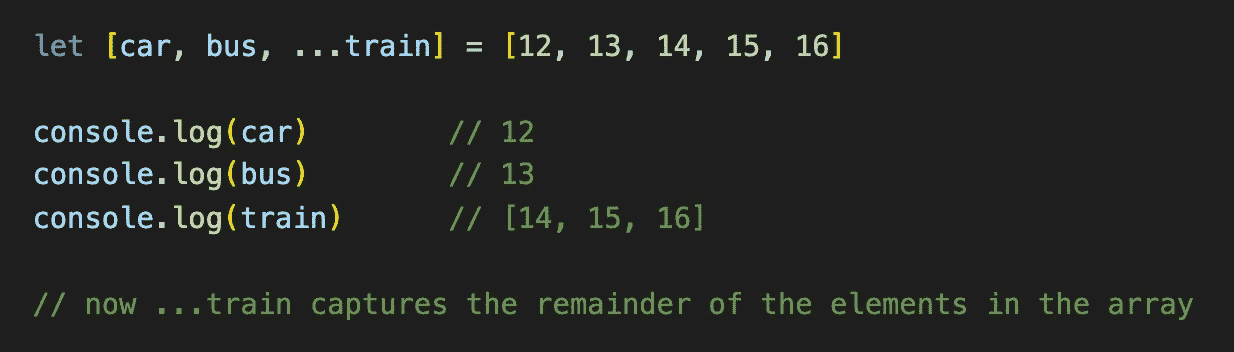 let [car, bus, ...train] = [12, 13, 14, 15, 16]
console.log(car)        // 12
console.log(bus)        // 13
console.log(train)      // [14, 15, 16]
// now ...train captures the remainder of the elements in the array